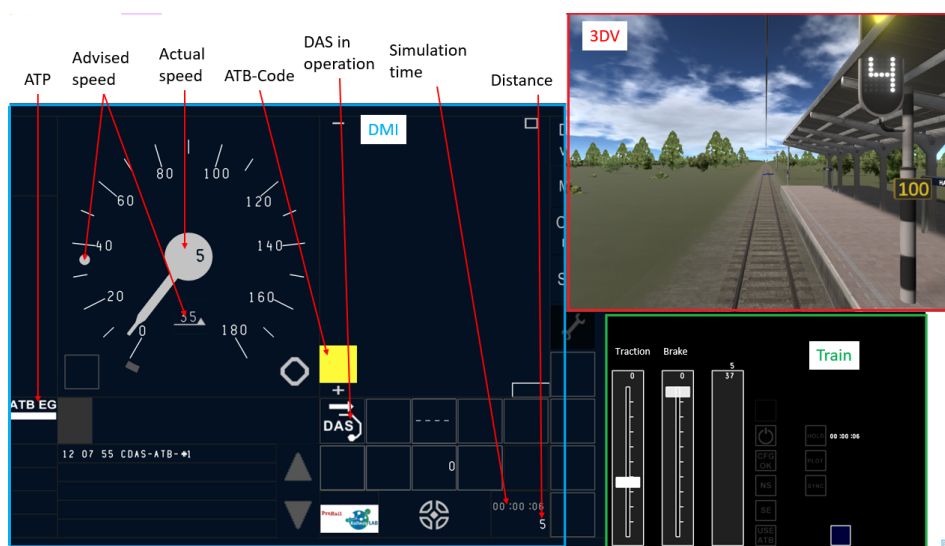 ATP
Advised
speed
Actual
speed
ATB-Code
DAS in
operation
Simulation
time
Distance
DMI
80
100
60
120
40
140
5
20
160
35
0
180
+
ATB EG
DAS
----
12 07 55 CDAS-ATB-
0
ProRail
00:00:06
5
3DV
4
100
HA
Train
Traction
Brake
0
0
5
37
CFG
OK
HOLD
00:00:06
PLOT
NS
SYNC
SE
USE
ATB